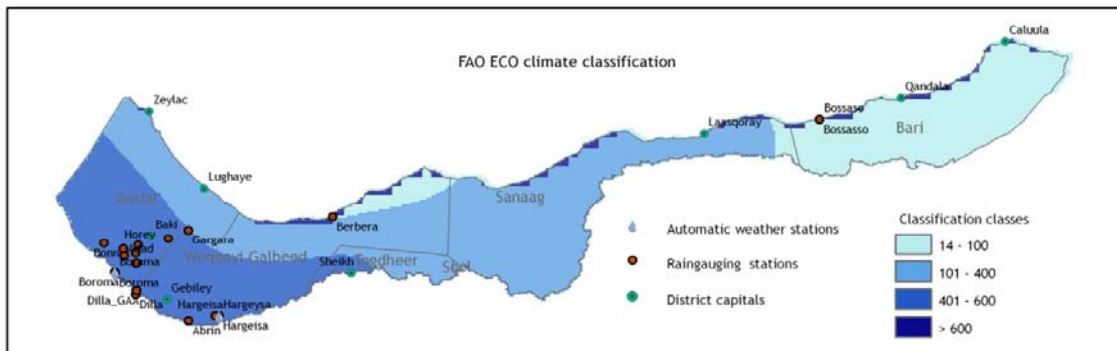 FAO ECO climate classification
Caluula
Qandala
Bossaso
Bossasso
Bari
Laasqoray
Zeylac
Lughaye
Awdal
Sanaag
Berbera
Baki
Gargara
Horey
Borama
Woqooyi Galbeed
Sheikh
Togdheer
Sool
Boroma
Boroma
Dilla_GAA
Dilla
Gebiley
Hargeisa
Hargeysa
Hargeisa
Abrin
Automatic weather stations
Raingauging stations
District capitals
Classification classes
14 - 100
101 - 400
401 - 600
> 600